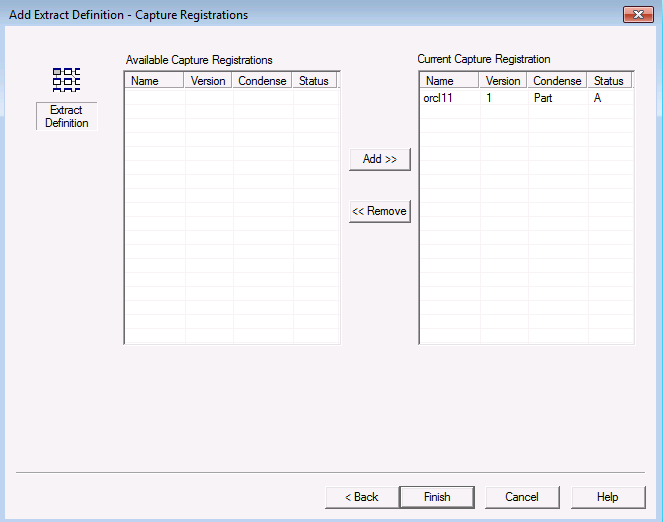 Add Extract Definition - Capture Registrations
Extract
Definition
Available Capture Registrations
Name Version Condense Status
Add >>
<< Remove
Current Capture Registration
Name Version Condense Status
orcl11 1 Part A
< Back Finish Cancel Help